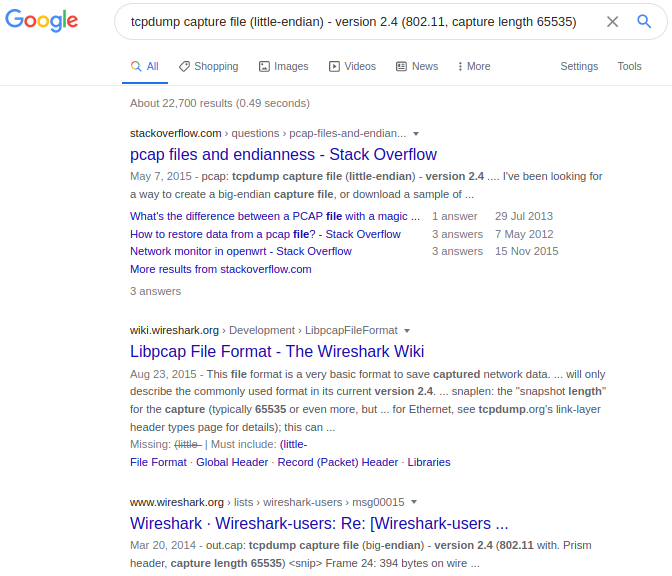 Google
tcpdump capture file (little-endian) - version 2.4 (802.11, capture length 65535)
All Shopping Images Videos News More Settings Tools
About 22,700 results (0.49 seconds)
stackoverflow.com › questions › pcap-files-and-endian...
pcap files and endianness - Stack Overflow
May 7, 2015 - pcap: tcpdump capture file (little-endian) - version 2.4 .... I've been looking for
a way to create a big-endian capture file, or download a sample of ...
What's the difference between a PCAP file with a magic ... 1 answer 29 Jul 2013
How to restore data from a pcap file? - Stack Overflow 3 answers 7 May 2012
Network monitor in openwrt - Stack Overflow 3 answers 15 Nov 2015
More results from stackoverflow.com
3 answers
wiki.wireshark.org › Development › LibpcapFileFormat
Libpcap File Format - The Wireshark Wiki
Aug 23, 2015 - This file format is a very basic format to save captured network data. ... will only
describe the commonly used format in its current version 2.4. ... snaplen: the "snapshot length"
for the capture (typically 65535 or even more, but ... for Ethernet, see tcpdump.org's link-layer
header types page for details); this can ...
Missing: (little- | Must include: (little-
File Format · Global Header · Record (Packet) Header · Libraries
www.wireshark.org › lists › wireshark-users › msg00015
Wireshark · Wireshark-users: Re: [Wireshark-users ...
Mar 20, 2014 - out.cap: tcpdump capture file (big-endian) - version 2.4 (802.11 with. Prism
header, capture length 65535) <snip> Frame 24: 394 bytes on wire ...